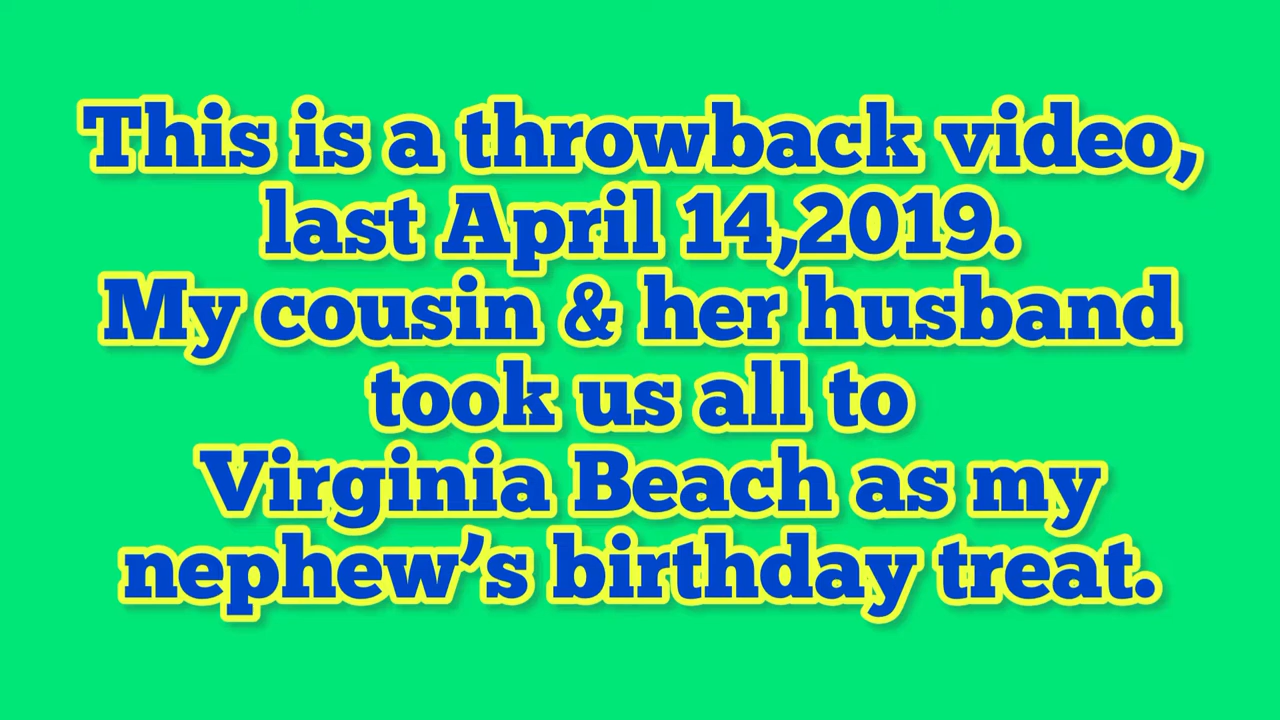 This is a throwback video,
last April 14,2019.
My cousin & her husband
took us all to
Virginia Beach as my
nephew’s birthday treat.